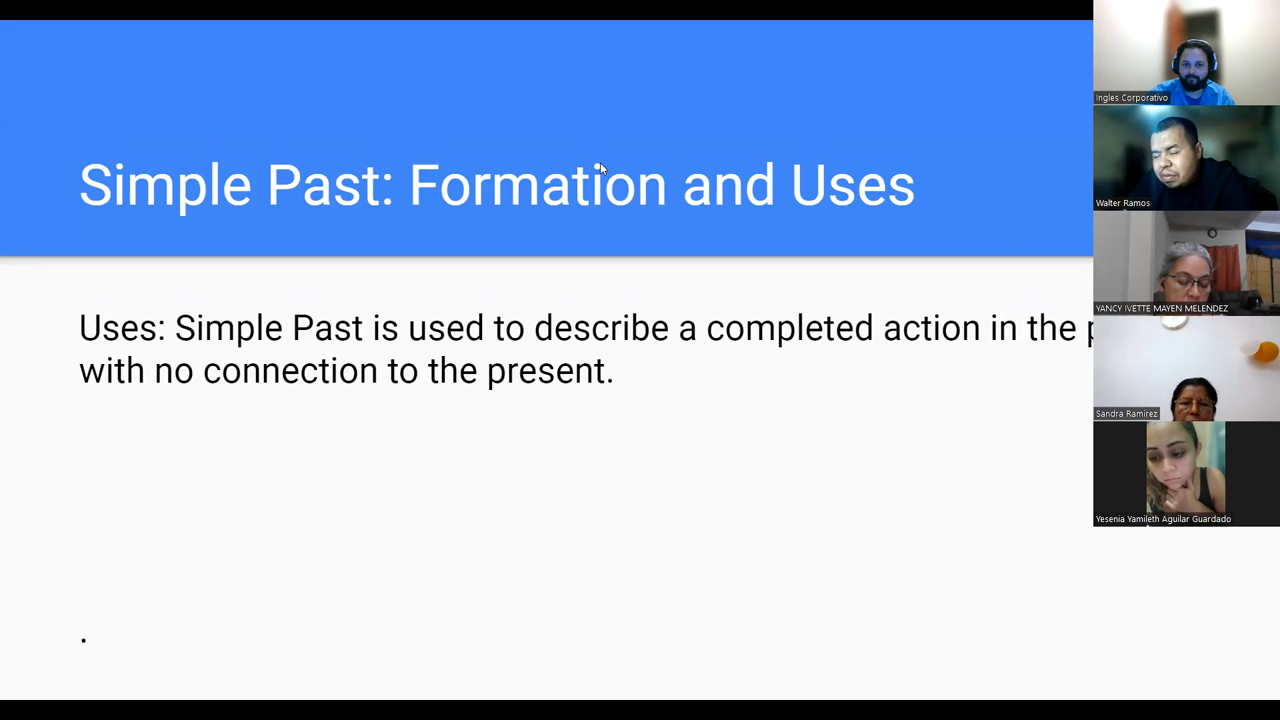 Simple Past: Formation and Uses
Uses: Simple Past is used to describe a completed action in the
with no connection to the present.
.
Ingles Corporativo
Walter Ramos
YANCY IVETTE MAYEN MELENDEZ
Sandra Ramirez
Yesenia Yamileth Aguilar Guardado